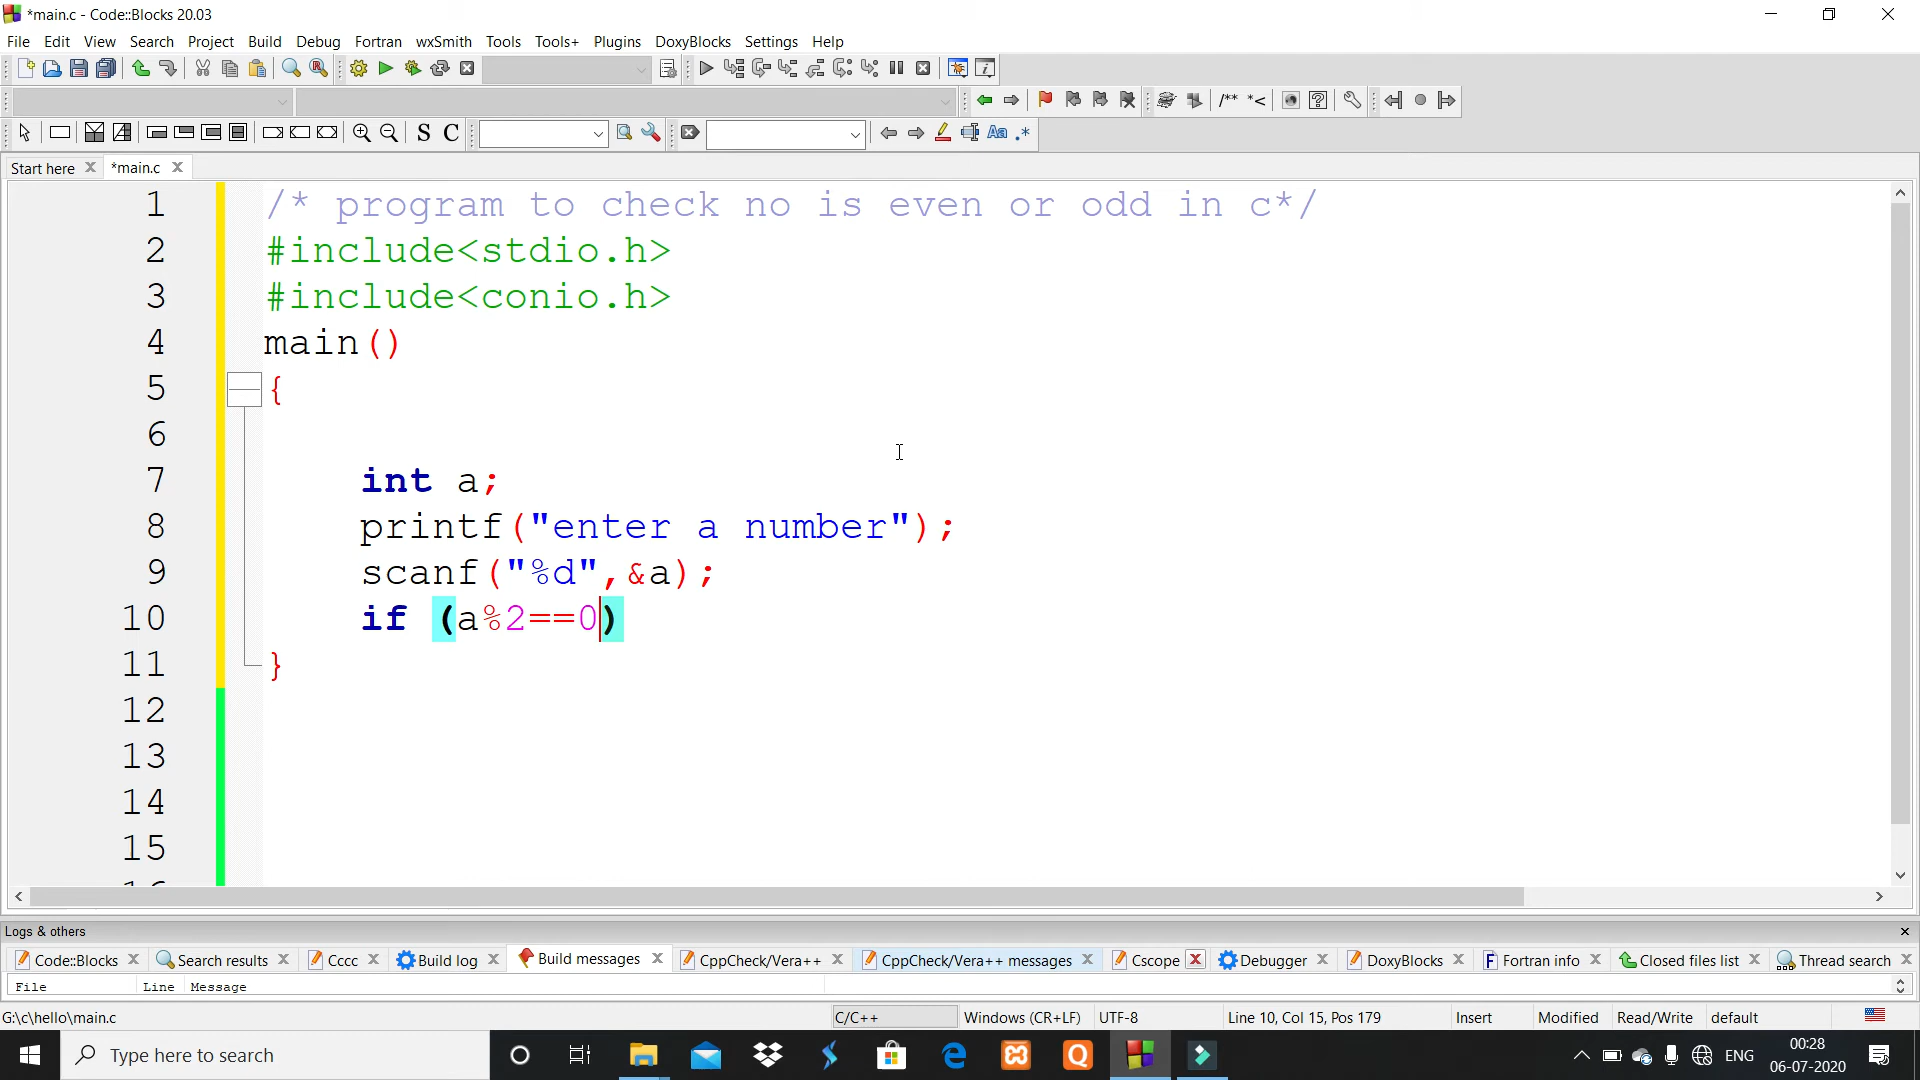 *main.c - Code::Blocks 20.03
File Edit View Search Project Build Debug Fortran wxSmith Tools Tools+ Plugins DoxyBlocks Settings Help
/** *<
S C
Aa .*
Start here *main.c
1 /* program to check no is even or odd in c*/
2 #include<stdio.h>
3 #include<conio.h>
4 main()
5 {
6
7 int a;
8 printf("enter a number");
9 scanf("%d",&a);
10 if (a%2==0)
11 }
12
13
14
15
Logs & others
Code::Blocks Search results Cccc Build log Build messages CppCheck/Vera++ CppCheck/Vera++ messages Cscope Debugger DoxyBlocks Fortran info Closed files list Thread search
File Line Message
G:\c\hello\main.c C/C++ Windows (CR+LF) UTF-8 Line 10, Col 15, Pos 179 Insert Modified Read/Write default
Type here to search ENG 00:28
06-07-2020